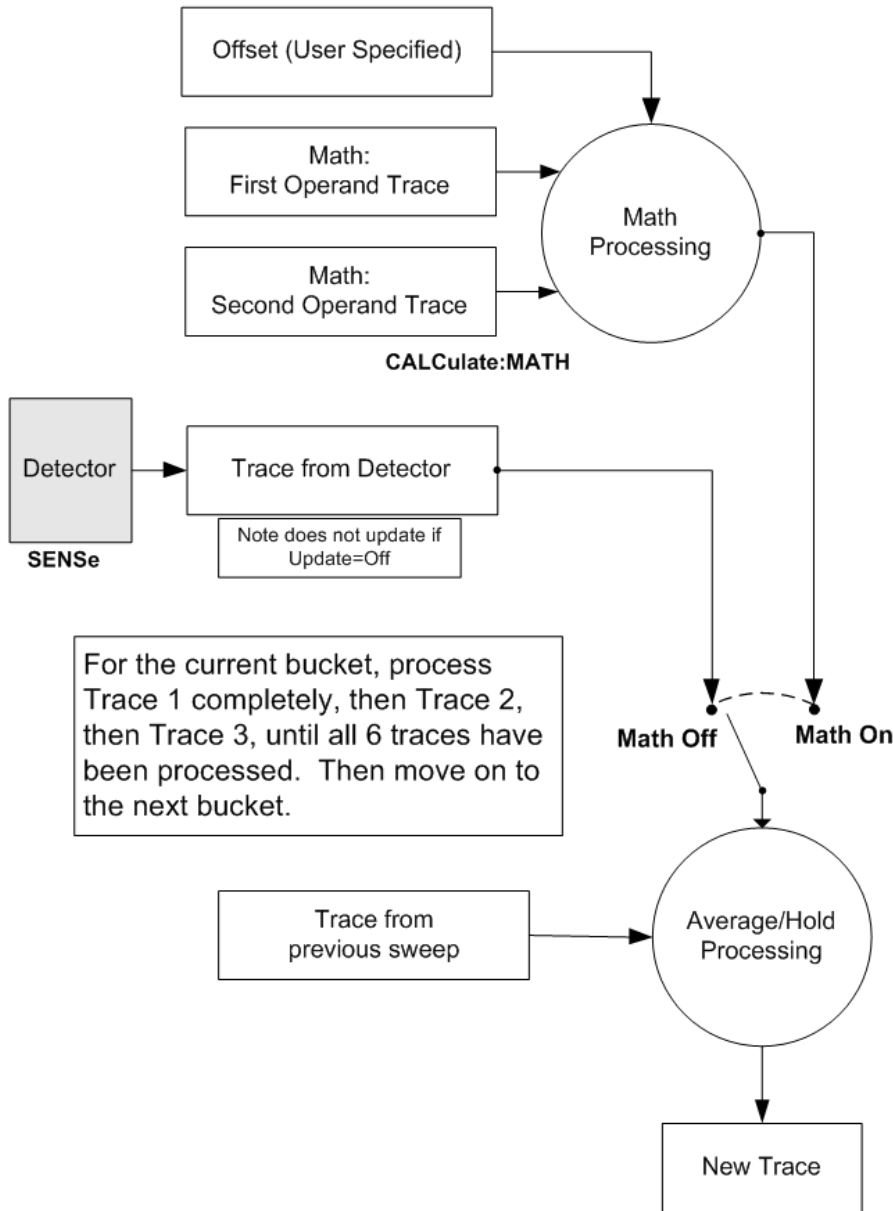 Offset (User Specified)
Math:
First Operand Trace
Math
Processing
Math:
Second Operand Trace
CALCulate:MATH
Detector
Trace from Detector
Note does not update if
Update=Off
SENSe
For the current bucket, process
Trace 1 completely, then Trace 2,
then Trace 3, until all 6 traces have
been processed.  Then move on to
the next bucket.
Math Off
Math On
Trace from
previous sweep
Average/Hold
Processing
New Trace